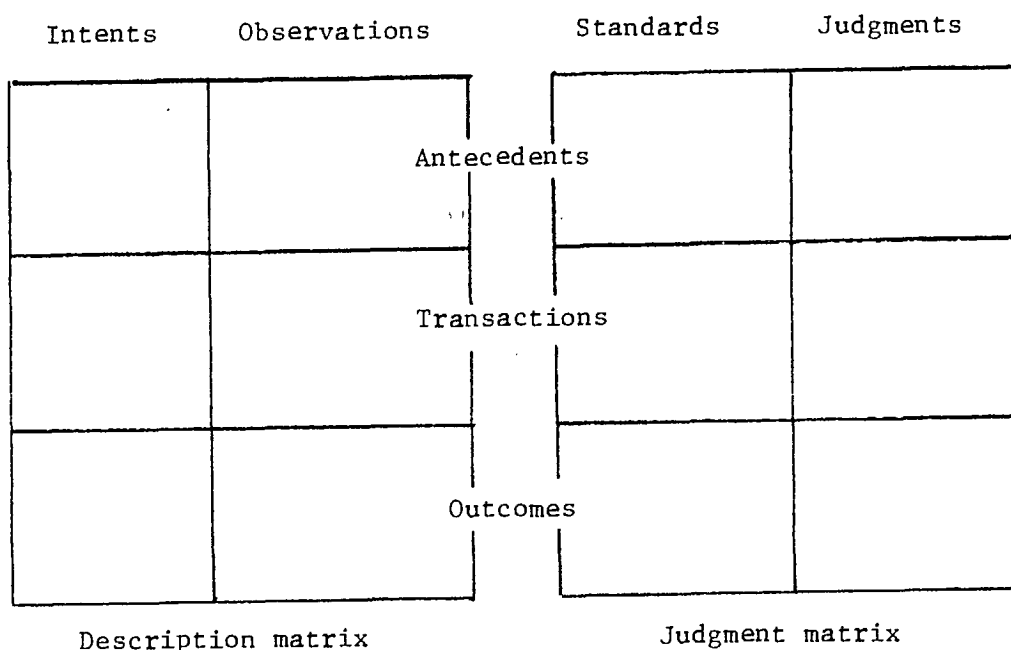 Intents Observations Standards Judgments
Antecedents
Transactions
Outcomes
Description matrix Judgment matrix